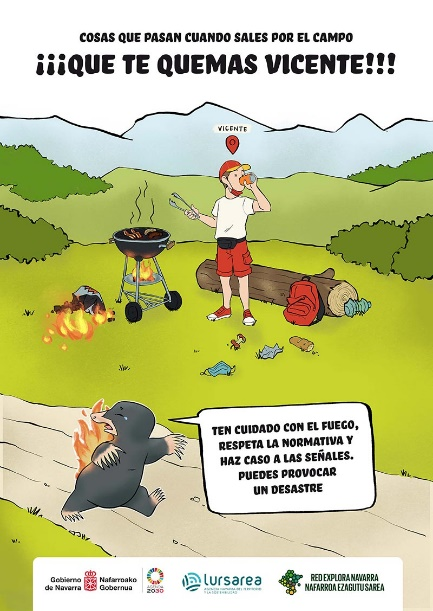 COSAS QUE PASAN CUANDO SALES POR EL CAMPO
¡¡¡QUE TE QUEMAS VICENTE!!!
VICENTE
TEN CUIDADO CON EL FUEGO,
RESPETA LA NORMATIVA Y
HAZ CASO A LAS SEÑALES.
PUEDES PROVOCAR
UN DESASTRE
Gobierno de Navarra
Nafarroako Gobernua
AGENDA 2030
lursarea
RED EXPLORA NAVARRA
NAFARROA EZAGUTU SAREA